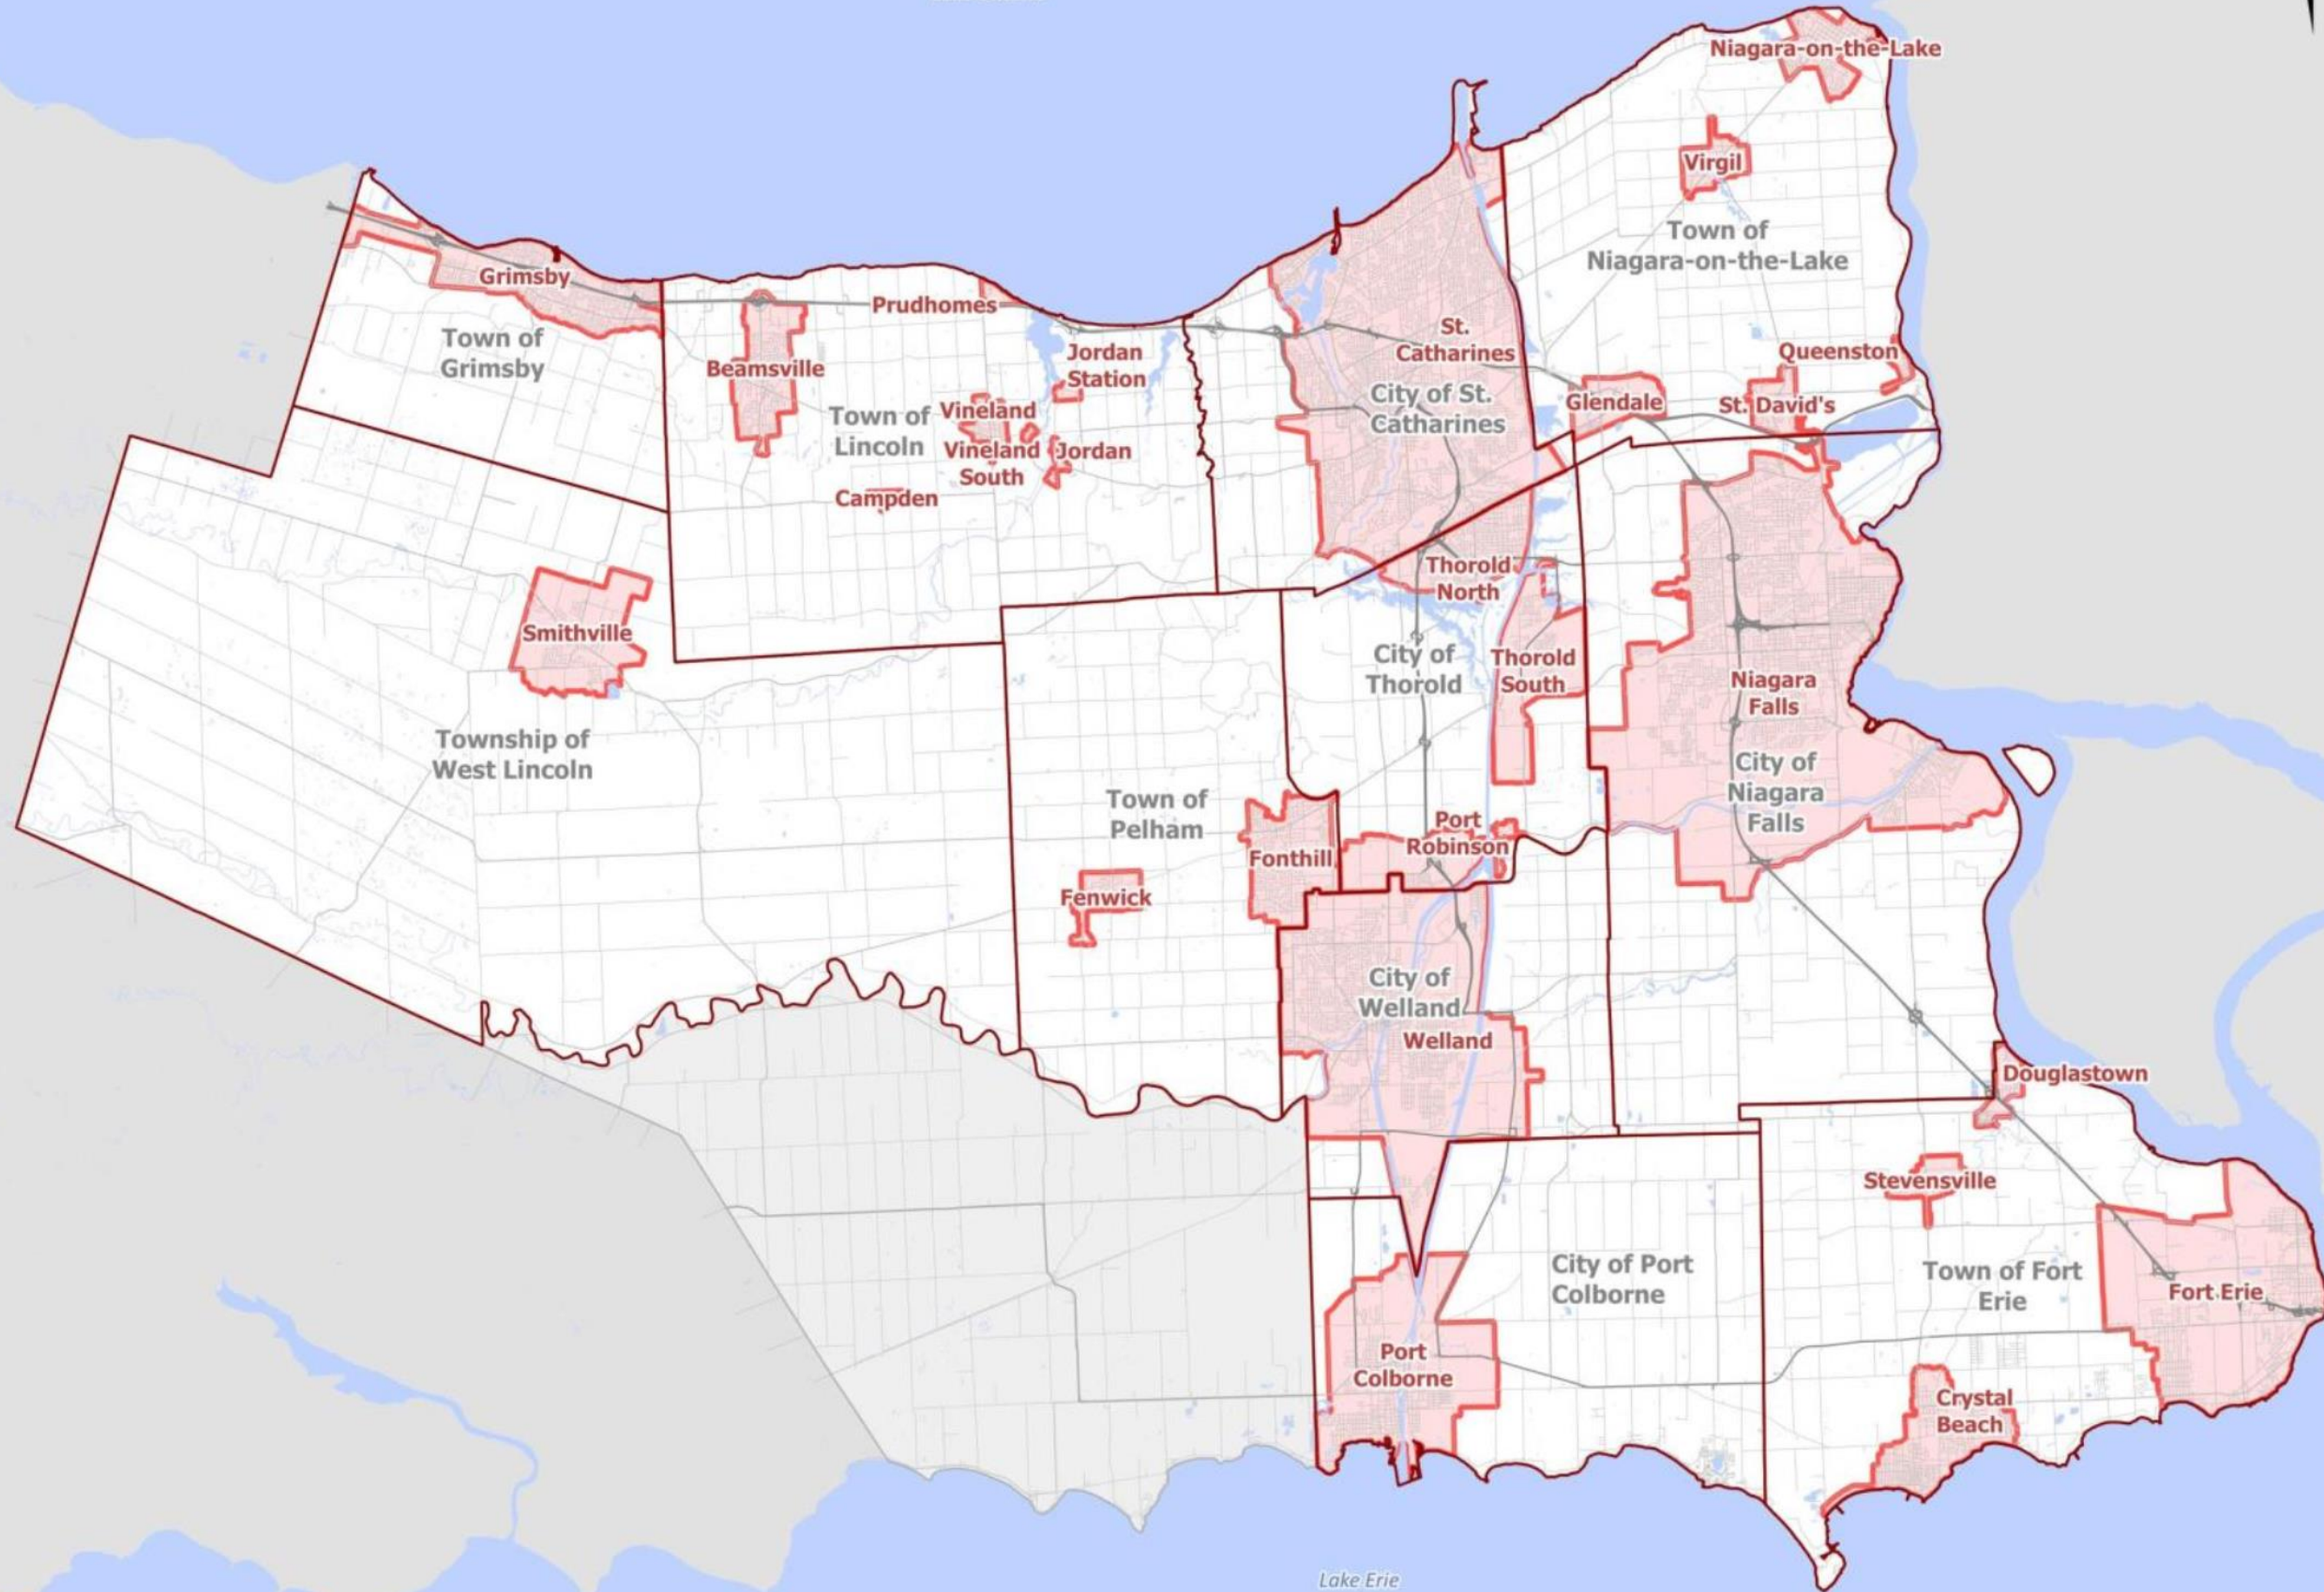 Niagara-on-the-Lake
Virgil
Town of
Niagara-on-the-Lake
Grimsby
Town of
Grimsby
Prudhomes
Beamsville
Jordan
Station
Town of
Lincoln
Vineland
Vineland
South
Jordan
Campden
St.
Catharines
City of St.
Catharines
Queenston
Glendale
St. David's
Thorold
North
Smithville
City of
Thorold
Thorold
South
Niagara
Falls
City of
Niagara
Falls
Township of
West Lincoln
Town of
Pelham
Port
Robinson
Fonthill
Fenwick
City of
Welland
Welland
Douglastown
Stevensville
City of Port
Colborne
Town of Fort
Erie
Fort Erie
Port
Colborne
Crystal
Beach
Lake Erie